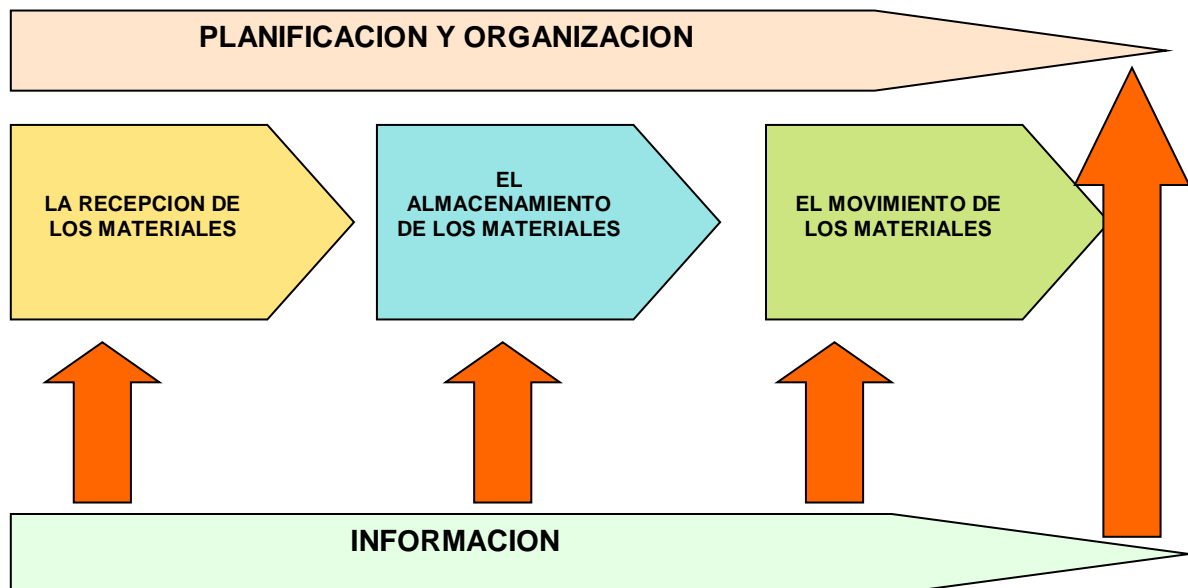 PLANIFICACION Y ORGANIZACION
LA RECEPCION DE
LOS MATERIALES
EL
ALMACENAMIENTO
DE LOS MATERIALES
EL MOVIMIENTO DE
LOS MATERIALES
INFORMACION